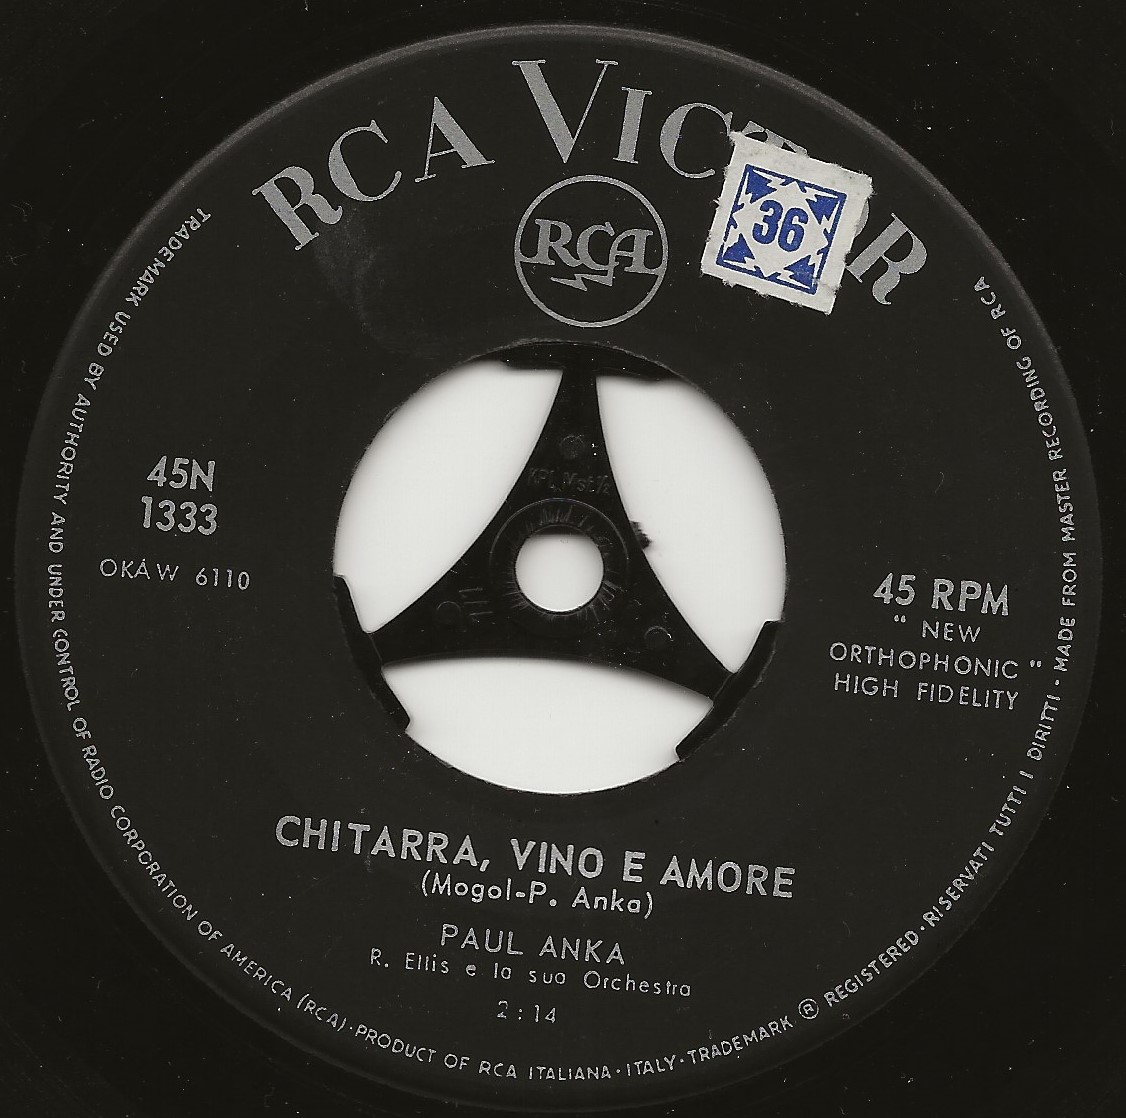 RCA VICTOR
RCA
36
45N
1333
OKAW 6110
45 RPM
" NEW
ORTHOPHONIC "
HIGH FIDELITY
CHITARRA, VINO E AMORE
(Mogol-P. Anka)
PAUL ANKA
R. Ellis e la sua Orchestra
2:14
TRADEMARK USED BY AUTHORITY AND UNDER CONTROL OF RADIO CORPORATION OF AMERICA (RCA) · PRODUCT OF RCA ITALIANA · ITALY · TRADEMARK ® REGISTERED · RISERVATI TUTTI I DIRITTI · MADE FROM MASTER RECORDING OF RCA